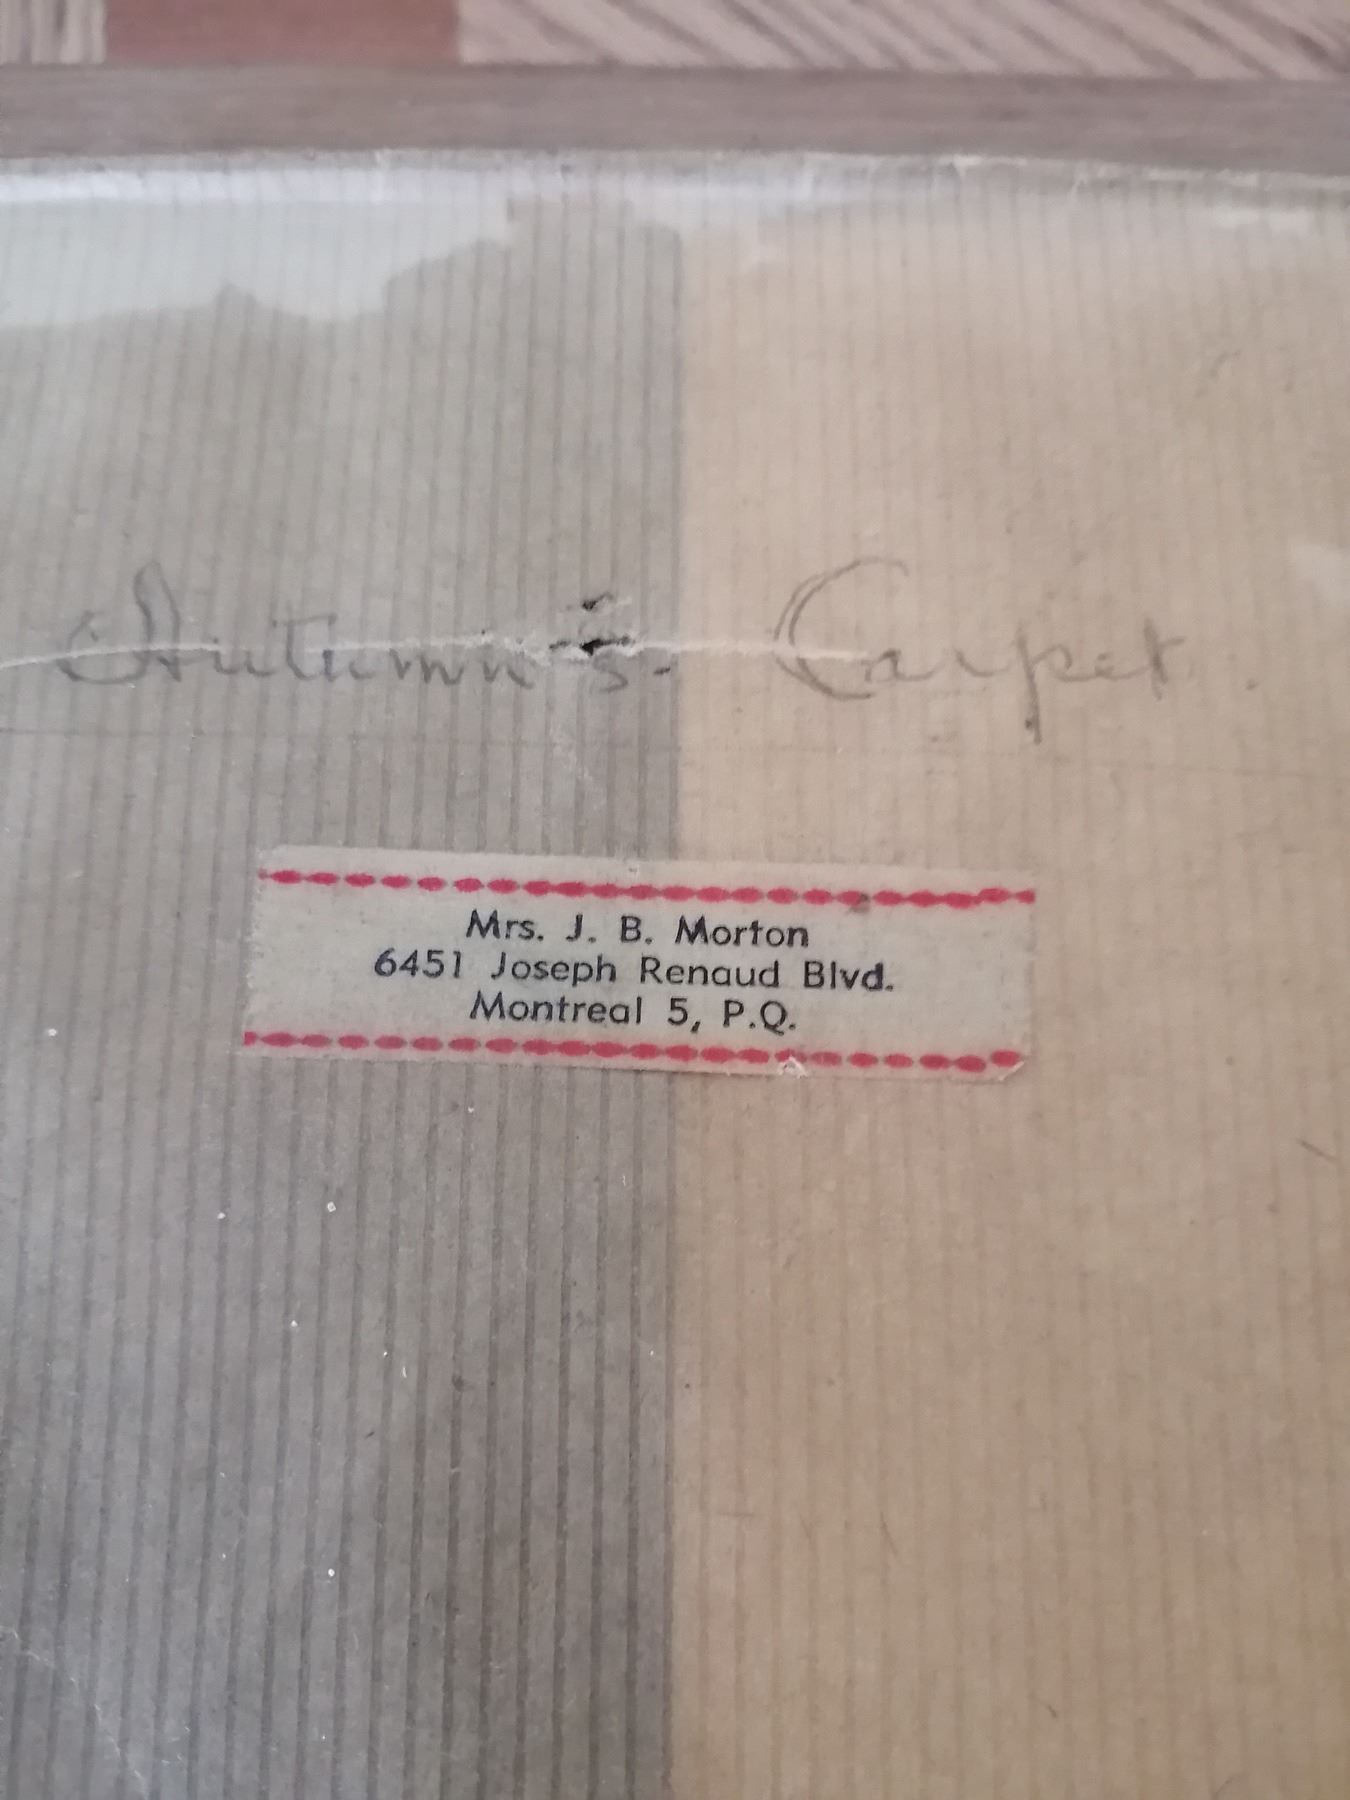 Autumn's Carpet.
Mrs. J. B. Morton
6451 Joseph Renaud Blvd.
Montreal 5, P.Q.